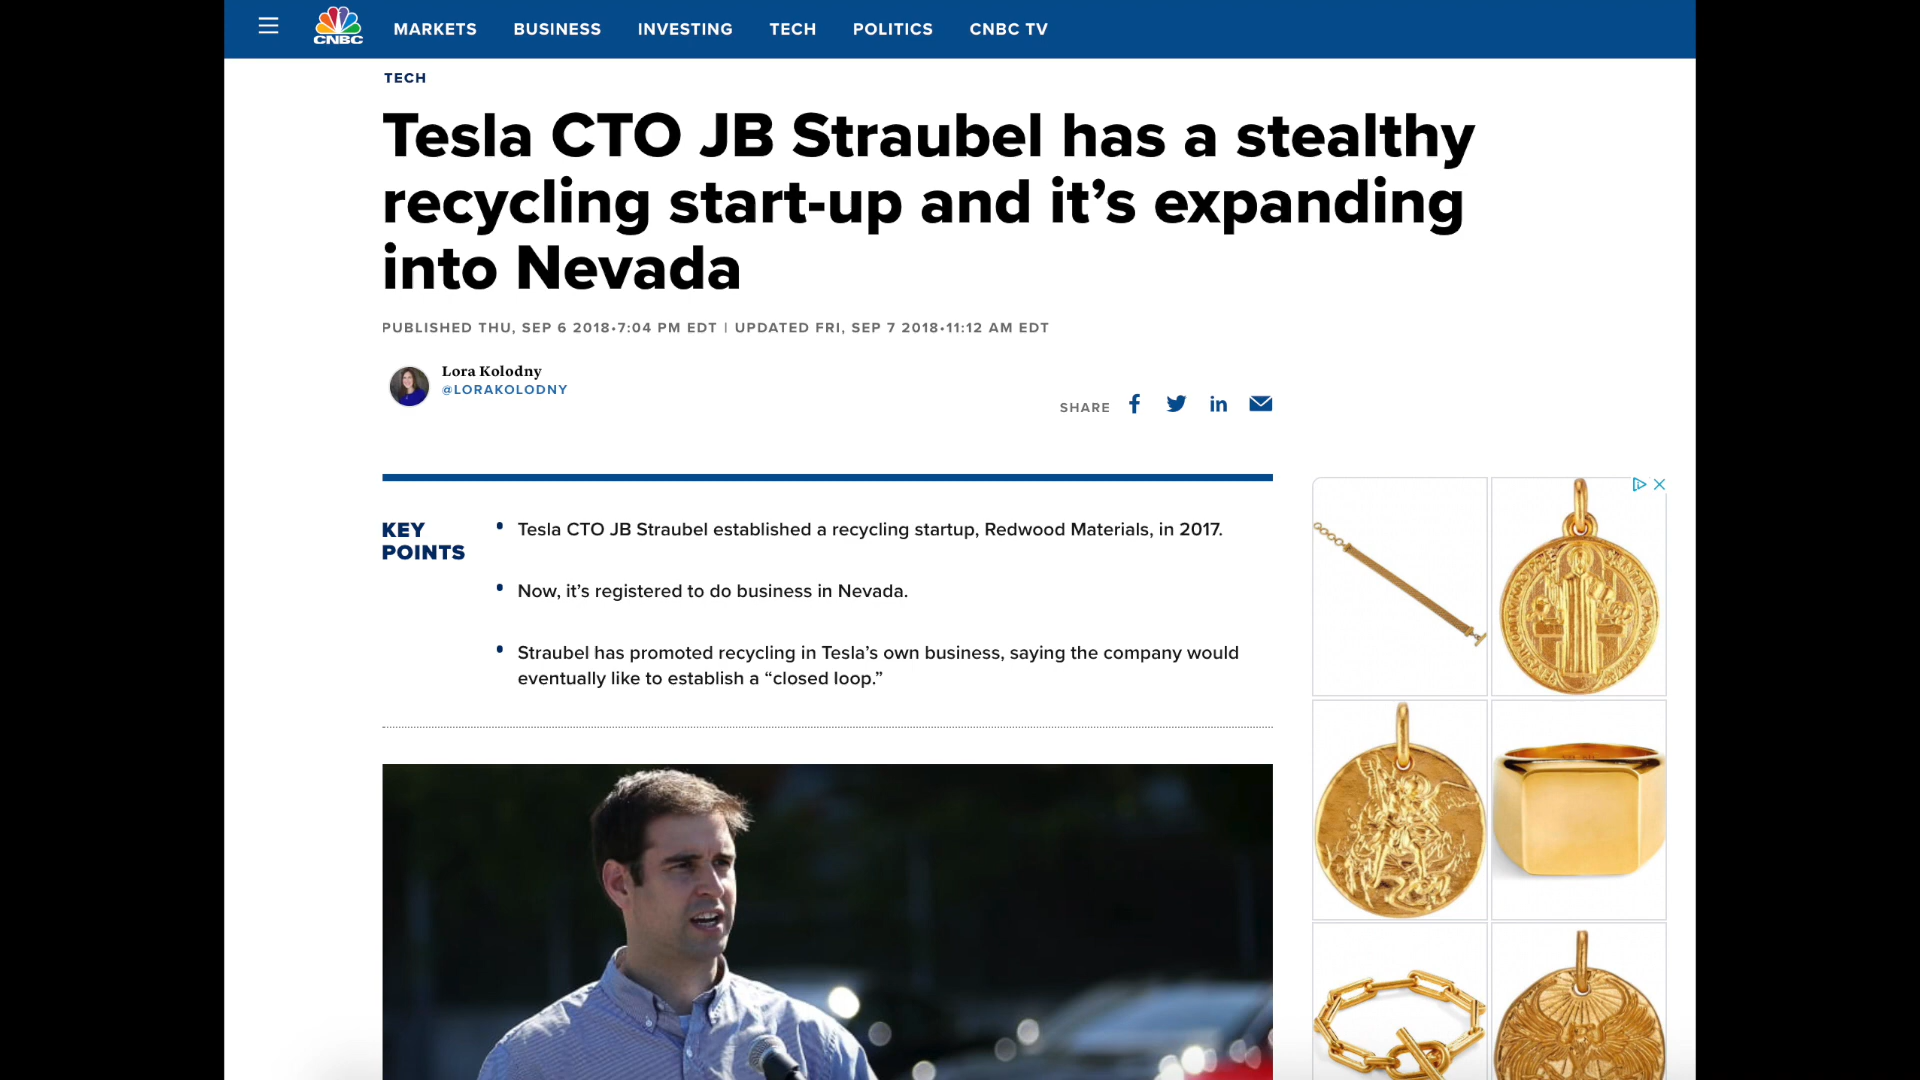 CNBC
MARKETS BUSINESS INVESTING TECH POLITICS CNBC TV
TECH
Tesla CTO JB Straubel has a stealthy
recycling start-up and it’s expanding
into Nevada
PUBLISHED THU, SEP 6 2018•7:04 PM EDT | UPDATED FRI, SEP 7 2018•11:12 AM EDT
Lora Kolodny
@LORAKOLODNY
SHARE
KEY
POINTS
• Tesla CTO JB Straubel established a recycling startup, Redwood Materials, in 2017.
• Now, it’s registered to do business in Nevada.
• Straubel has promoted recycling in Tesla’s own business, saying the company would
eventually like to establish a “closed loop.”